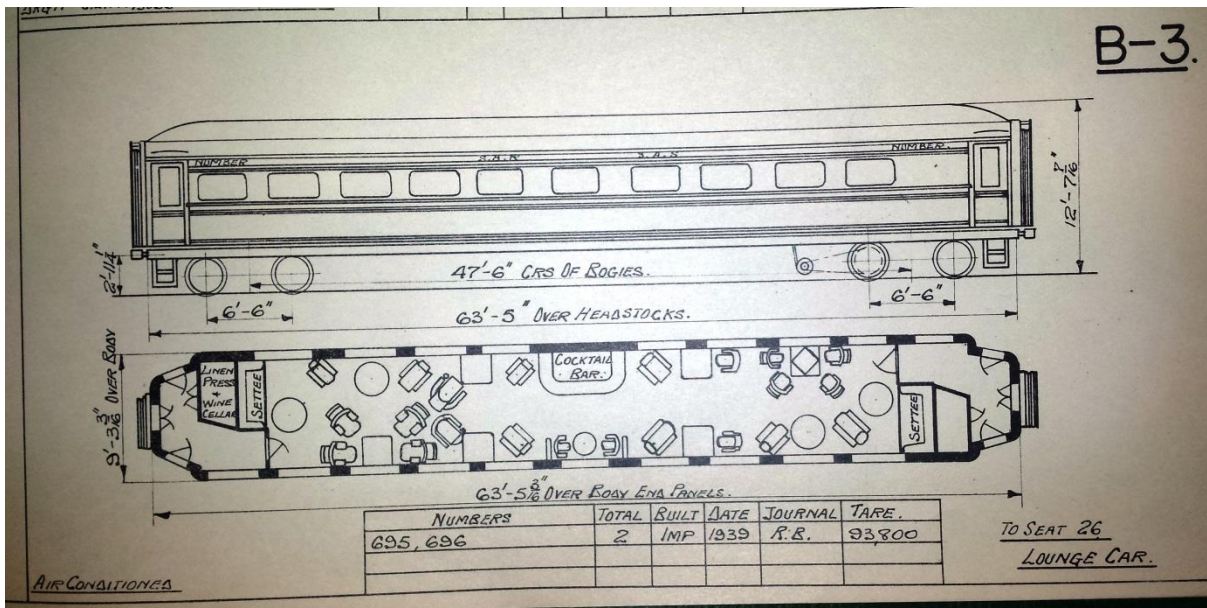 B-3.
NUMBER S.A.R S.A.S NUMBER
12'-7 7/16"
2'-11 1/4"
47'-6" CRS OF BOGIES.
6'-6" 6'-6"
63'-5" OVER HEADSTOCKS.
9'-3 3/16" OVER BODY
LINEN
PRESS
+
WINE
CELLAR
SETTEE
COCKTAIL
BAR.
SETTEE
63'-5 3/16" OVER BODY END PANELS.
NUMBERS TOTAL BUILT DATE JOURNAL TARE.
695, 696 2 IMP 1939 R.B. 93,800
TO SEAT 26
LOUNGE CAR.
AIR CONDITIONED